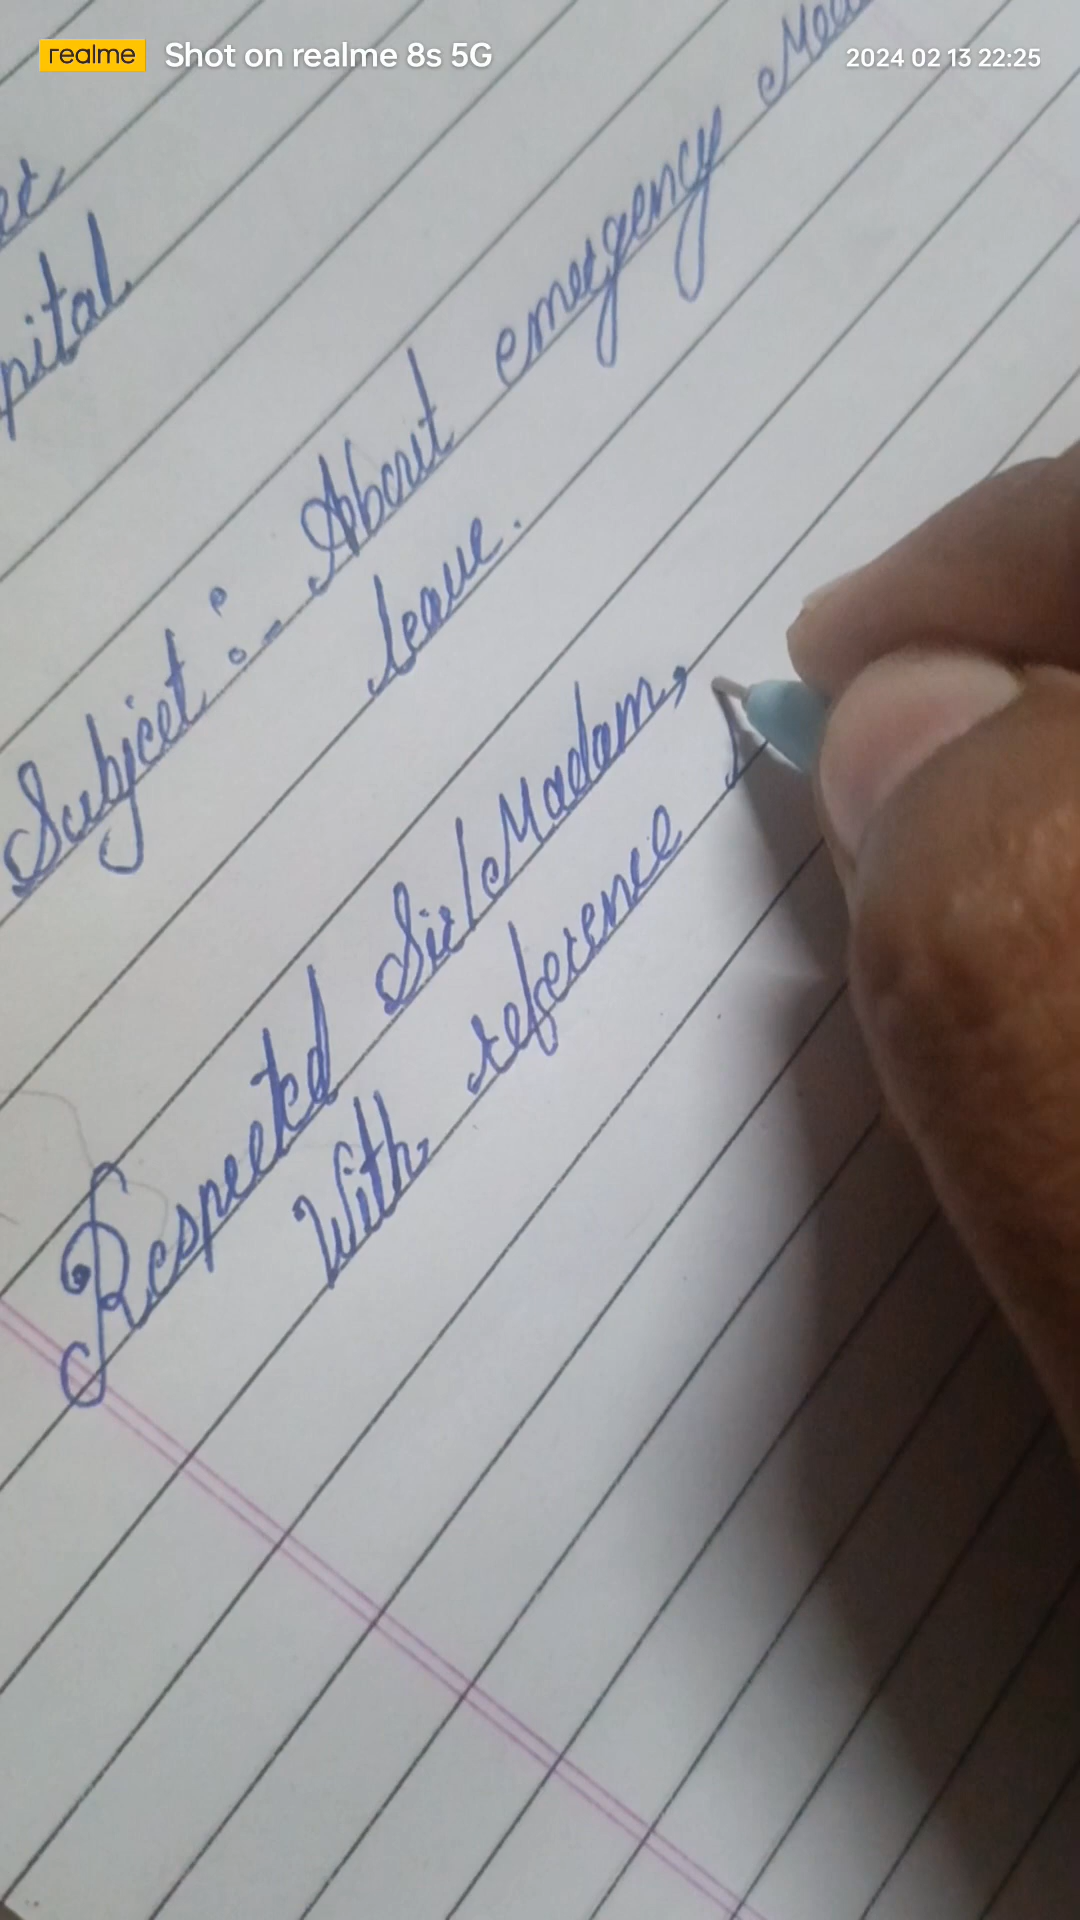 realme Shot on realme 8s 5G
2024 02 13 22:25
pital
Subject :- About emergency
leave.
Respected Sir/Madam,
With reference